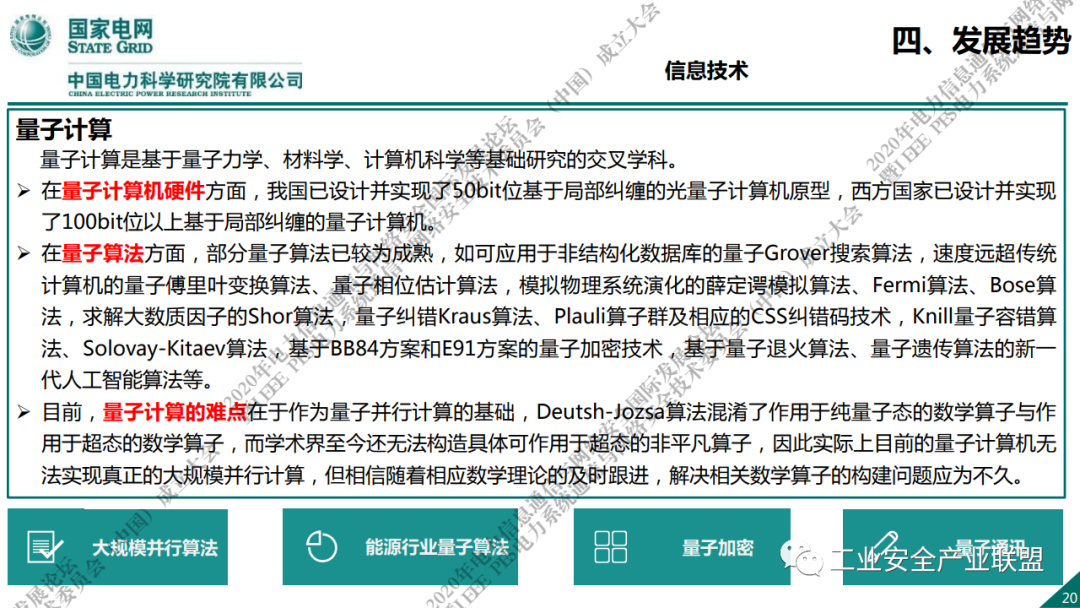 国家电网
STATE GRID
中国电力科学研究院有限公司
CHINA ELECTRIC POWER RESEARCH INSTITUTE
四、发展趋势
信息技术
量子计算
量子计算是基于量子力学、材料学、计算机科学等基础研究的交叉学科。
➢ 在量子计算机硬件方面，我国已设计并实现了50bit位基于局部纠缠的光量子计算机原型，西方国家已设计并实现
了100bit位以上基于局部纠缠的量子计算机。
➢ 在量子算法方面，部分量子算法已较为成熟，如可应用于非结构化数据库的量子Grover搜索算法，速度远超传统
计算机的量子傅里叶变换算法、量子相位估计算法，模拟物理系统演化的薛定谔模拟算法、Fermi算法、Bose算
法，求解大数质因子的Shor算法，量子纠错Kraus算法、Plauli算子群及相应的CSS纠错码技术，Knill量子容错算
法、Solovay-Kitaev算法，基于BB84方案和E91方案的量子加密技术，基于量子退火算法、量子遗传算法的新一
代人工智能算法等。
➢ 目前，量子计算的难点在于作为量子并行计算的基础，Deutsh-Jozsa算法混淆了作用于纯量子态的数学算子与作
用于超态的数学算子，而学术界至今还无法构造具体可作用于超态的非平凡算子，因此实际上目前的量子计算机无
法实现真正的大规模并行计算，但相信随着相应数学理论的及时跟进，解决相关数学算子的构建问题应为不久。
大规模并行算法
能源行业量子算法
量子加密
量子通讯
工业安全产业联盟
20